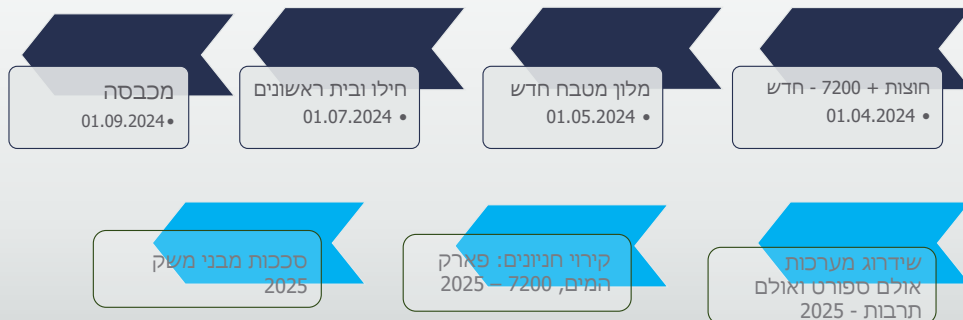 חוצות + 7200 - חדש
• 01.04.2024
מלון מטבח חדש
• 01.05.2024
חילו ובית ראשונים
• 01.07.2024
מכבסה
• 01.09.2024
שידרוג מערכות
אולם ספורט ואולם
תרבות - 2025
קירוי חניונים: פארק
המים, 7200 – 2025
סככות מבני משק
2025